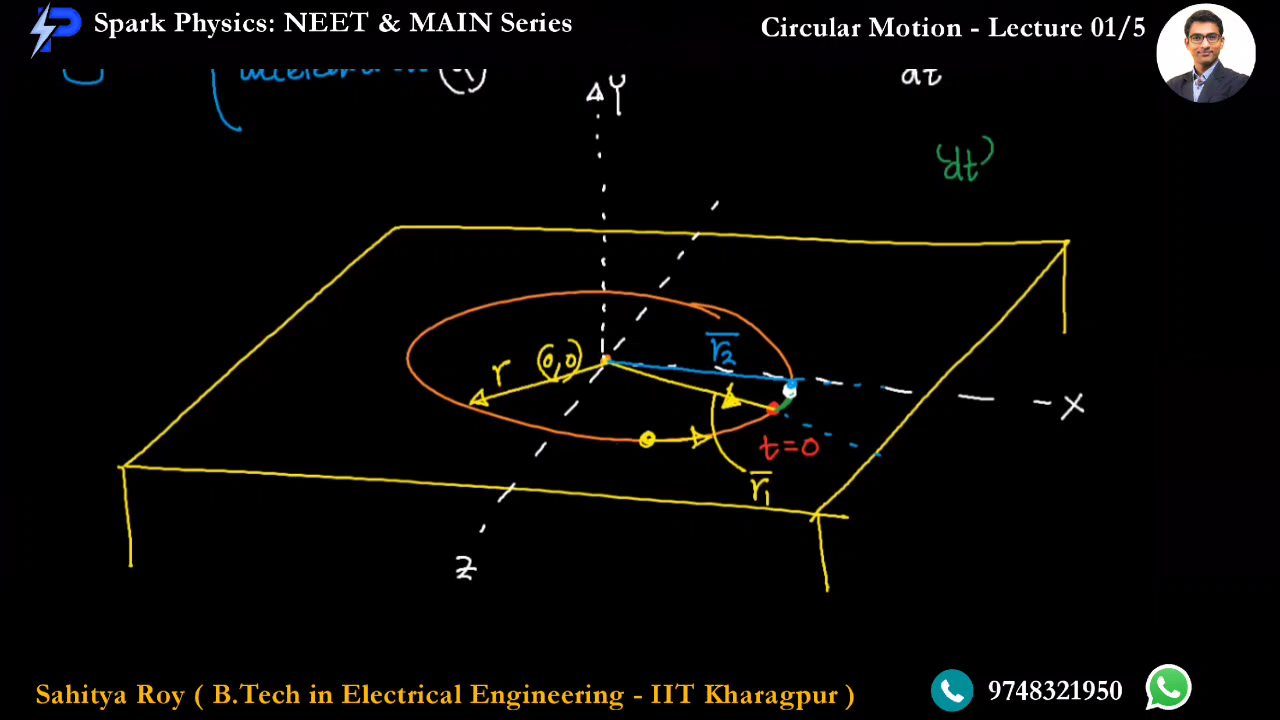 Spark Physics: NEET & MAIN Series
Circular Motion - Lecture 01/5
dt
Y
(dt)
r̅₂
r
(0,0)
X
t=0
r̅₁
z
Sahitya Roy ( B.Tech in Electrical Engineering - IIT Kharagpur )
9748321950